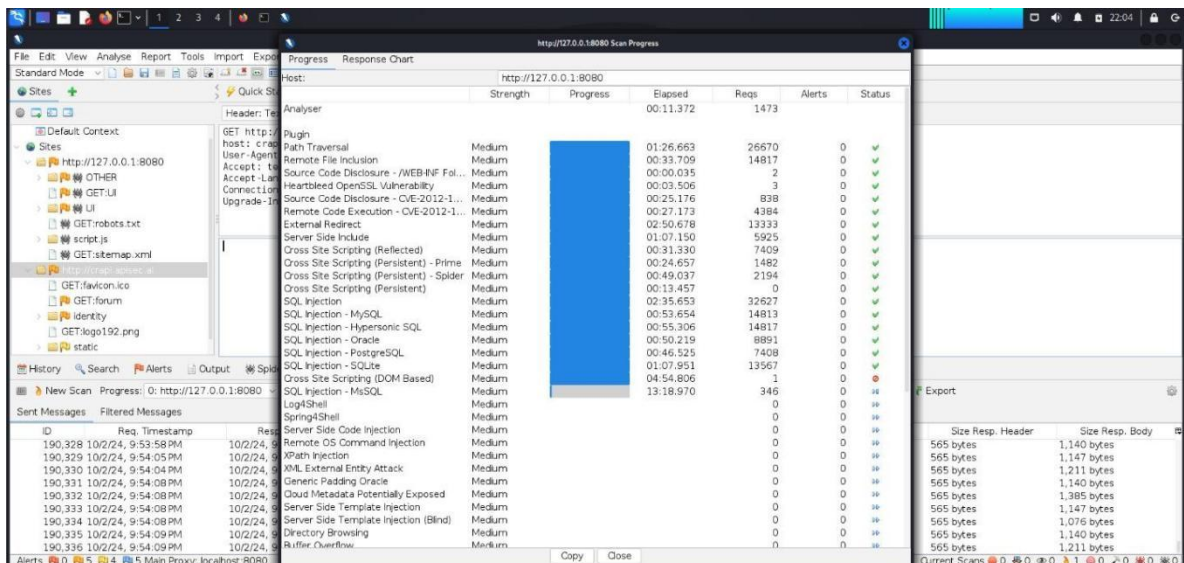 1 2 3 4
22:04
http://127.0.0.1:8080 Scan Progress
File Edit View Analyse Report Tools Import Expo
Standard Mode
Sites
Quick Sta
Header: Te
Default Context
Sites
http://127.0.0.1:8080
OTHER
GET:UI
UI
GET:robots.txt
script.js
GET:sitemap.xml
http://crapi.apisec.ai
GET:favicon.ico
GET:forum
identity
GET:logo192.png
static
GET http:/
host: crap
User-Agent
Accept: te
Accept-Lan
Connection
Upgrade-In
Progress Response Chart
Host: http://127.0.0.1:8080
Strength Progress Elapsed Reqs Alerts Status
Analyser 00:11.372 1473
Plugin
Path Traversal Medium 01:26.663 26670 0
Remote File Inclusion Medium 00:33.709 14817 0
Source Code Disclosure - /WEB-INF Fol... Medium 00:00.035 2 0
Heartbleed OpenSSL Vulnerability Medium 00:03.506 3 0
Source Code Disclosure - CVE-2012-1... Medium 00:25.176 838 0
Remote Code Execution - CVE-2012-1... Medium 00:27.173 4384 0
External Redirect Medium 02:50.678 13333 0
Server Side Include Medium 01:07.150 5925 0
Cross Site Scripting (Reflected) Medium 00:31.330 7409 0
Cross Site Scripting (Persistent) - Prime Medium 00:24.657 1482 0
Cross Site Scripting (Persistent) - Spider Medium 00:49.037 2194 0
Cross Site Scripting (Persistent) Medium 00:13.457 0 0
SQL Injection Medium 02:35.653 32627 0
SQL Injection - MySQL Medium 00:53.654 14813 0
SQL Injection - Hypersonic SQL Medium 00:55.306 14817 0
SQL Injection - Oracle Medium 00:50.219 8891 0
SQL Injection - PostgreSQL Medium 00:46.525 7408 0
SQL Injection - SQLite Medium 01:07.951 13567 0
Cross Site Scripting (DOM Based) Medium 04:54.806 1 0
SQL Injection - MsSQL Medium 13:18.970 346 0
Log4Shell Medium 0 0
Spring4Shell Medium 0 0
Server Side Code Injection Medium 0 0
Remote OS Command Injection Medium 0 0
XPath Injection Medium 0 0
XML External Entity Attack Medium 0 0
Generic Padding Oracle Medium 0 0
Cloud Metadata Potentially Exposed Medium 0 0
Server Side Template Injection Medium 0 0
Server Side Template Injection (Blind) Medium 0 0
Directory Browsing Medium 0 0
Buffer Overflow Medium 0 0
Copy Close
History Search Alerts Output Spid
New Scan Progress: 0: http://127.0.0.1:8080
Export
Sent Messages Filtered Messages
ID Req. Timestamp Resp Size Resp. Header Size Resp. Body
190,328 10/2/24, 9:53:58 PM 10/2/24, 9 565 bytes 1,140 bytes
190,329 10/2/24, 9:54:05 PM 10/2/24, 9 565 bytes 1,147 bytes
190,330 10/2/24, 9:54:04 PM 10/2/24, 9 565 bytes 1,211 bytes
190,331 10/2/24, 9:54:08 PM 10/2/24, 9 565 bytes 1,140 bytes
190,332 10/2/24, 9:54:08 PM 10/2/24, 9 565 bytes 1,385 bytes
190,333 10/2/24, 9:54:08 PM 10/2/24, 9 565 bytes 1,147 bytes
190,334 10/2/24, 9:54:08 PM 10/2/24, 9 565 bytes 1,076 bytes
190,335 10/2/24, 9:54:09 PM 10/2/24, 9 565 bytes 1,140 bytes
190,336 10/2/24, 9:54:09 PM 10/2/24, 9 565 bytes 1,211 bytes
Alerts 0 5 4 5 Main Proxy: localhost:8080 Current Scans 0 0 0 1 0 0 0 0